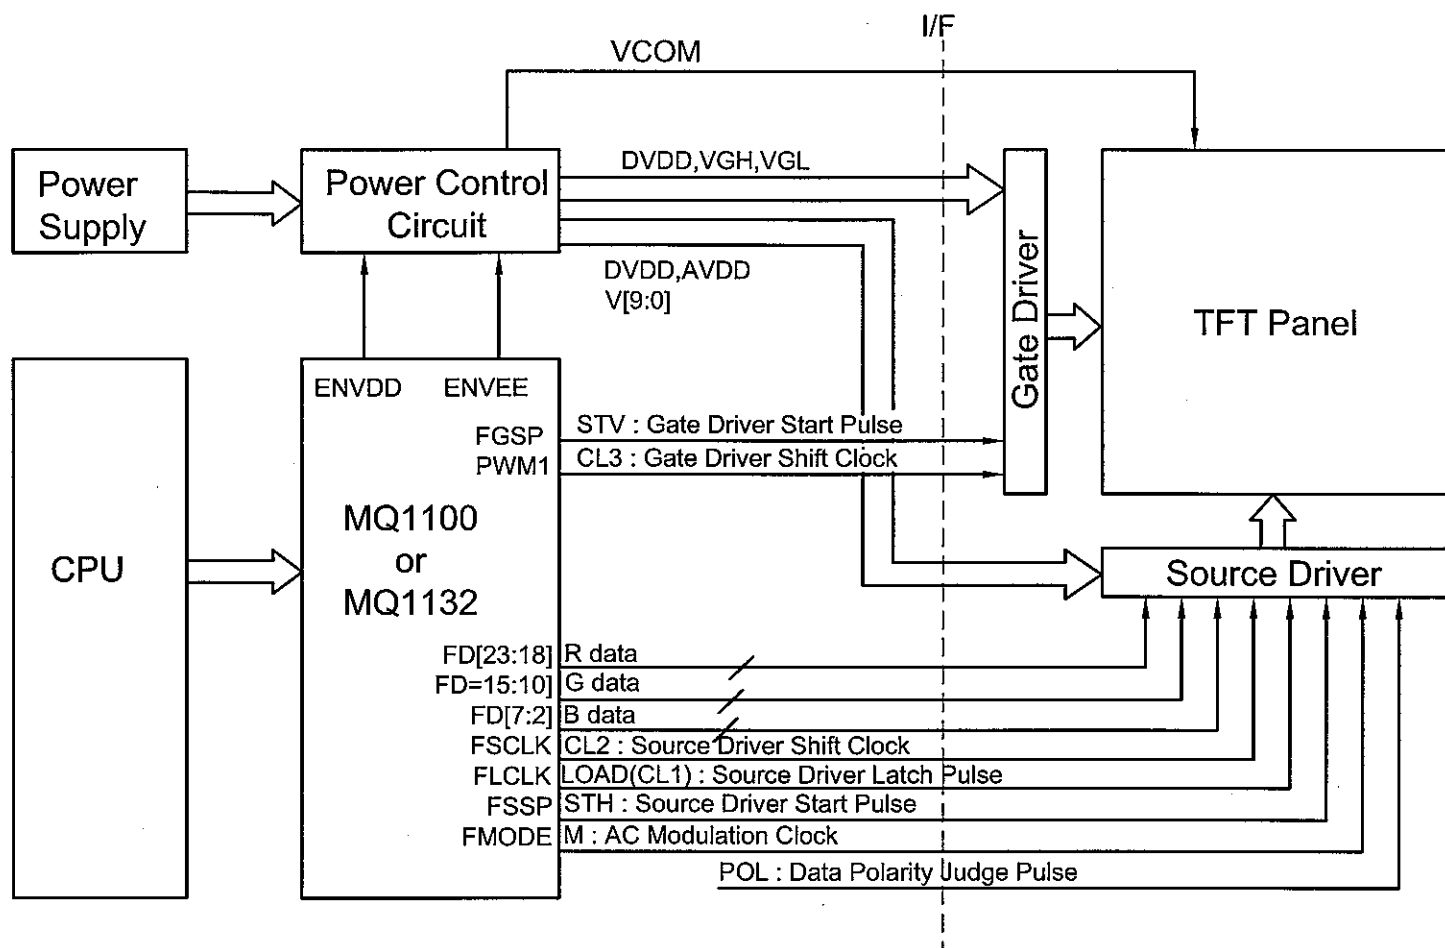 I/F
VCOM
DVDD,VGH,VGL
Power
Supply
Power Control
Circuit
DVDD,AVDD
V[9:0]
Gate Driver
TFT Panel
ENVDD
ENVEE
FGSP
STV : Gate Driver Start Pulse
PWM1
CL3 : Gate Driver Shift Clock
CPU
MQ1100
or
MQ1132
Source Driver
FD[23:18]
R data
FD=15:10]
G data
FD[7:2]
B data
FSCLK
CL2 : Source Driver Shift Clock
FLCLK
LOAD(CL1) : Source Driver Latch Pulse
FSSP
STH : Source Driver Start Pulse
FMODE
M : AC Modulation Clock
POL : Data Polarity Judge Pulse